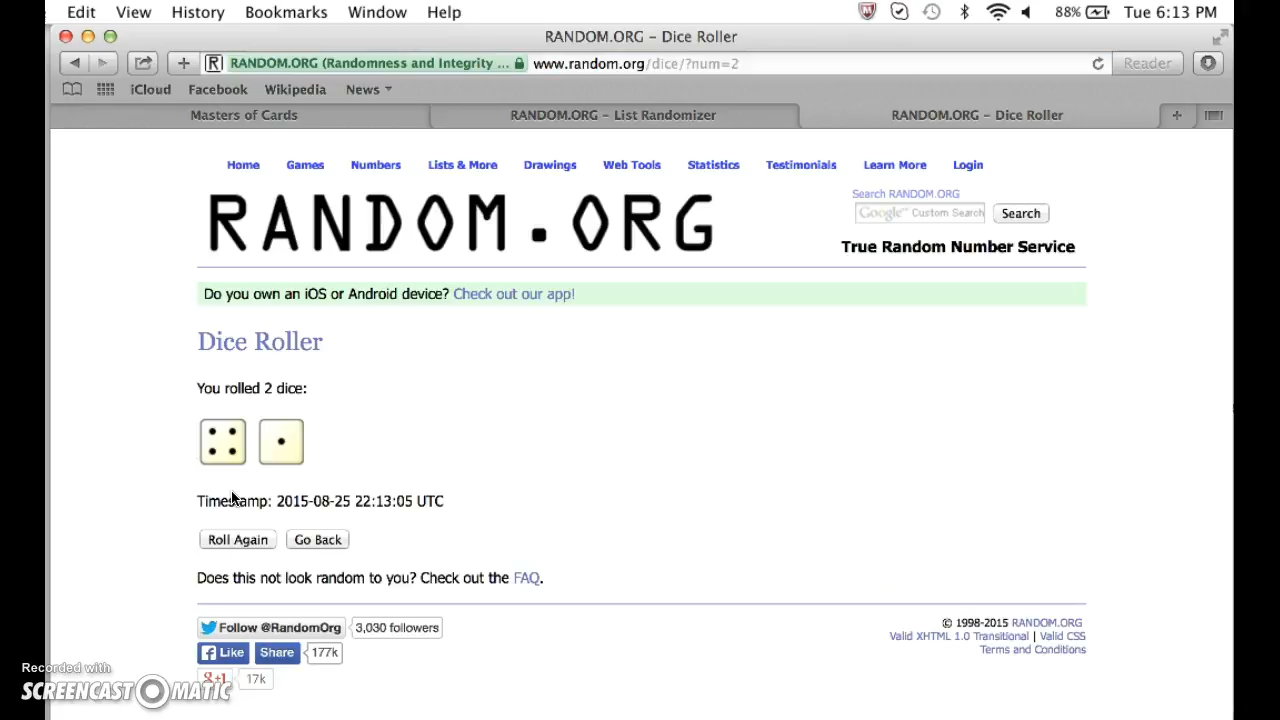 Edit View History Bookmarks Window Help 88% Tue 6:13 PM
RANDOM.ORG – Dice Roller
RANDOM.ORG (Randomness and Integrity ... www.random.org/dice/?num=2 Reader
iCloud Facebook Wikipedia News
Masters of Cards RANDOM.ORG – List Randomizer RANDOM.ORG – Dice Roller
Home Games Numbers Lists & More Drawings Web Tools Statistics Testimonials Learn More Login
RANDOM.ORG
Search RANDOM.ORG
Google™ Custom Search Search
True Random Number Service
Do you own an iOS or Android device? Check out our app!
Dice Roller
You rolled 2 dice:
Timestamp: 2015-08-25 22:13:05 UTC
Roll Again Go Back
Does this not look random to you? Check out the FAQ.
Follow @RandomOrg 3,030 followers
Like Share 177k
g+1 17k
© 1998-2015 RANDOM.ORG
Valid XHTML 1.0 Transitional | Valid CSS
Terms and Conditions
Recorded with
SCREENCAST-O-MATIC